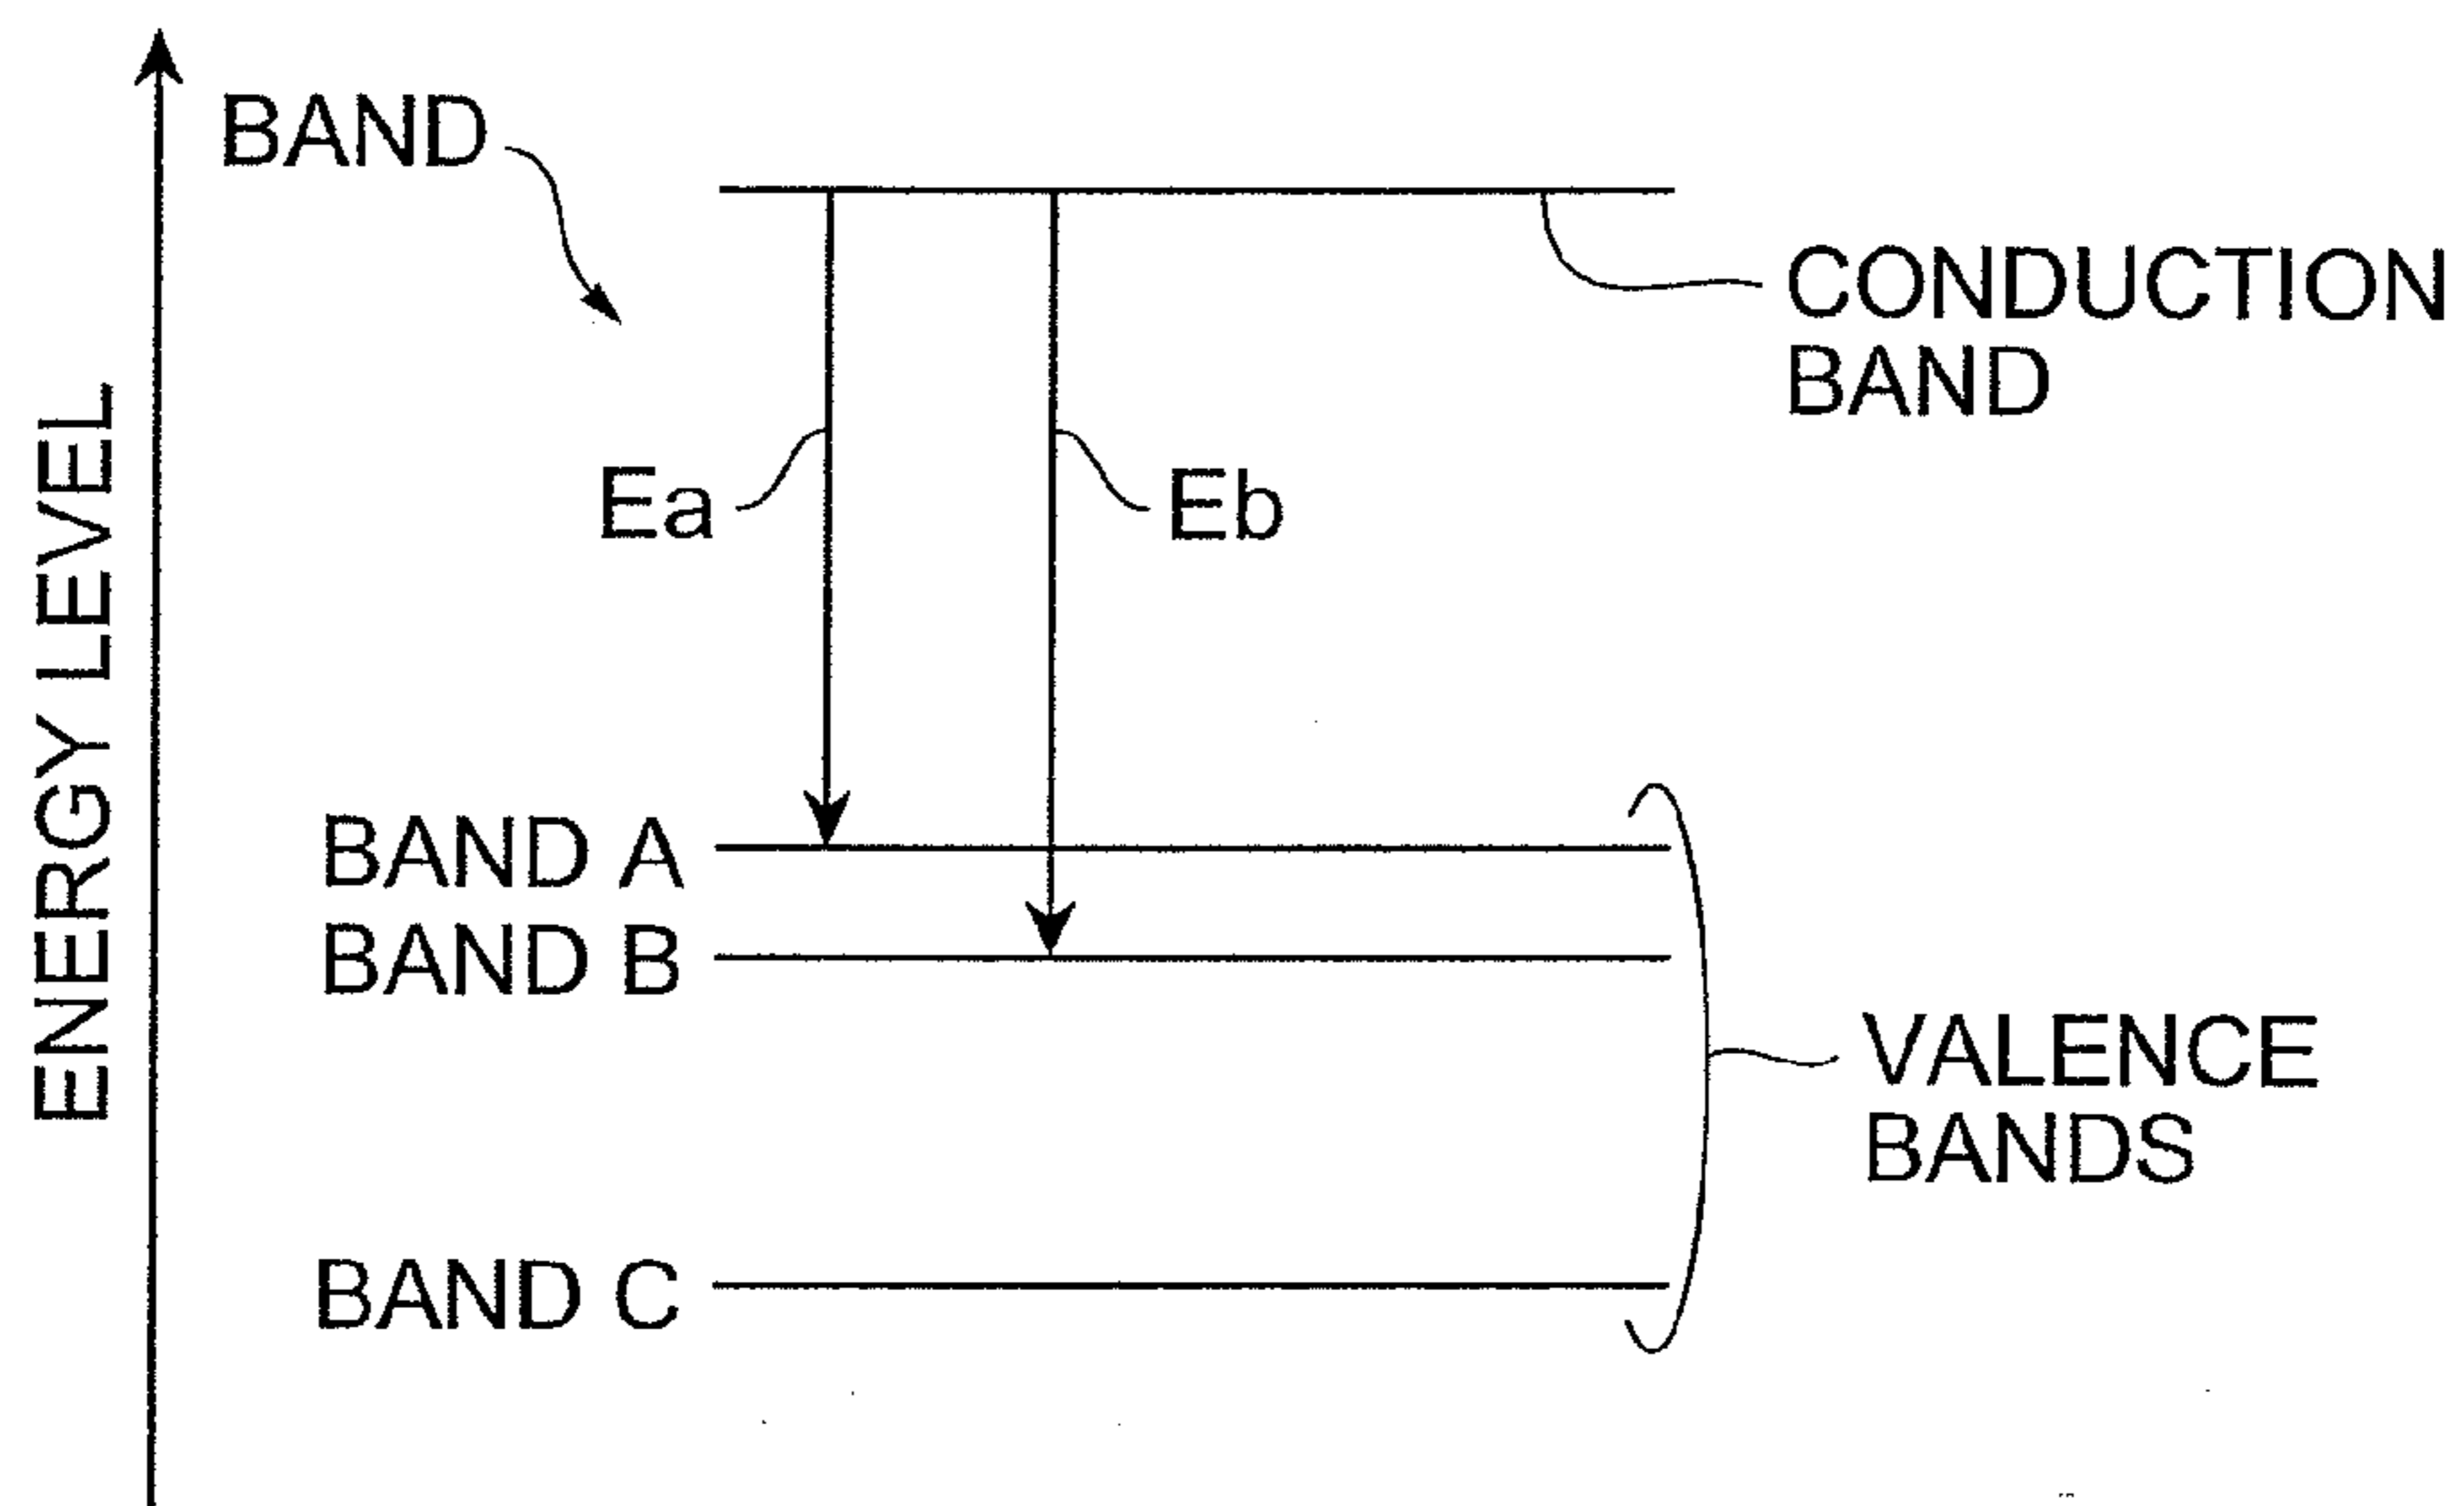 BAND
CONDUCTION
BAND
Ea
Eb
ENERGY LEVEL
BAND A
BAND B
VALENCE
BANDS
BAND C